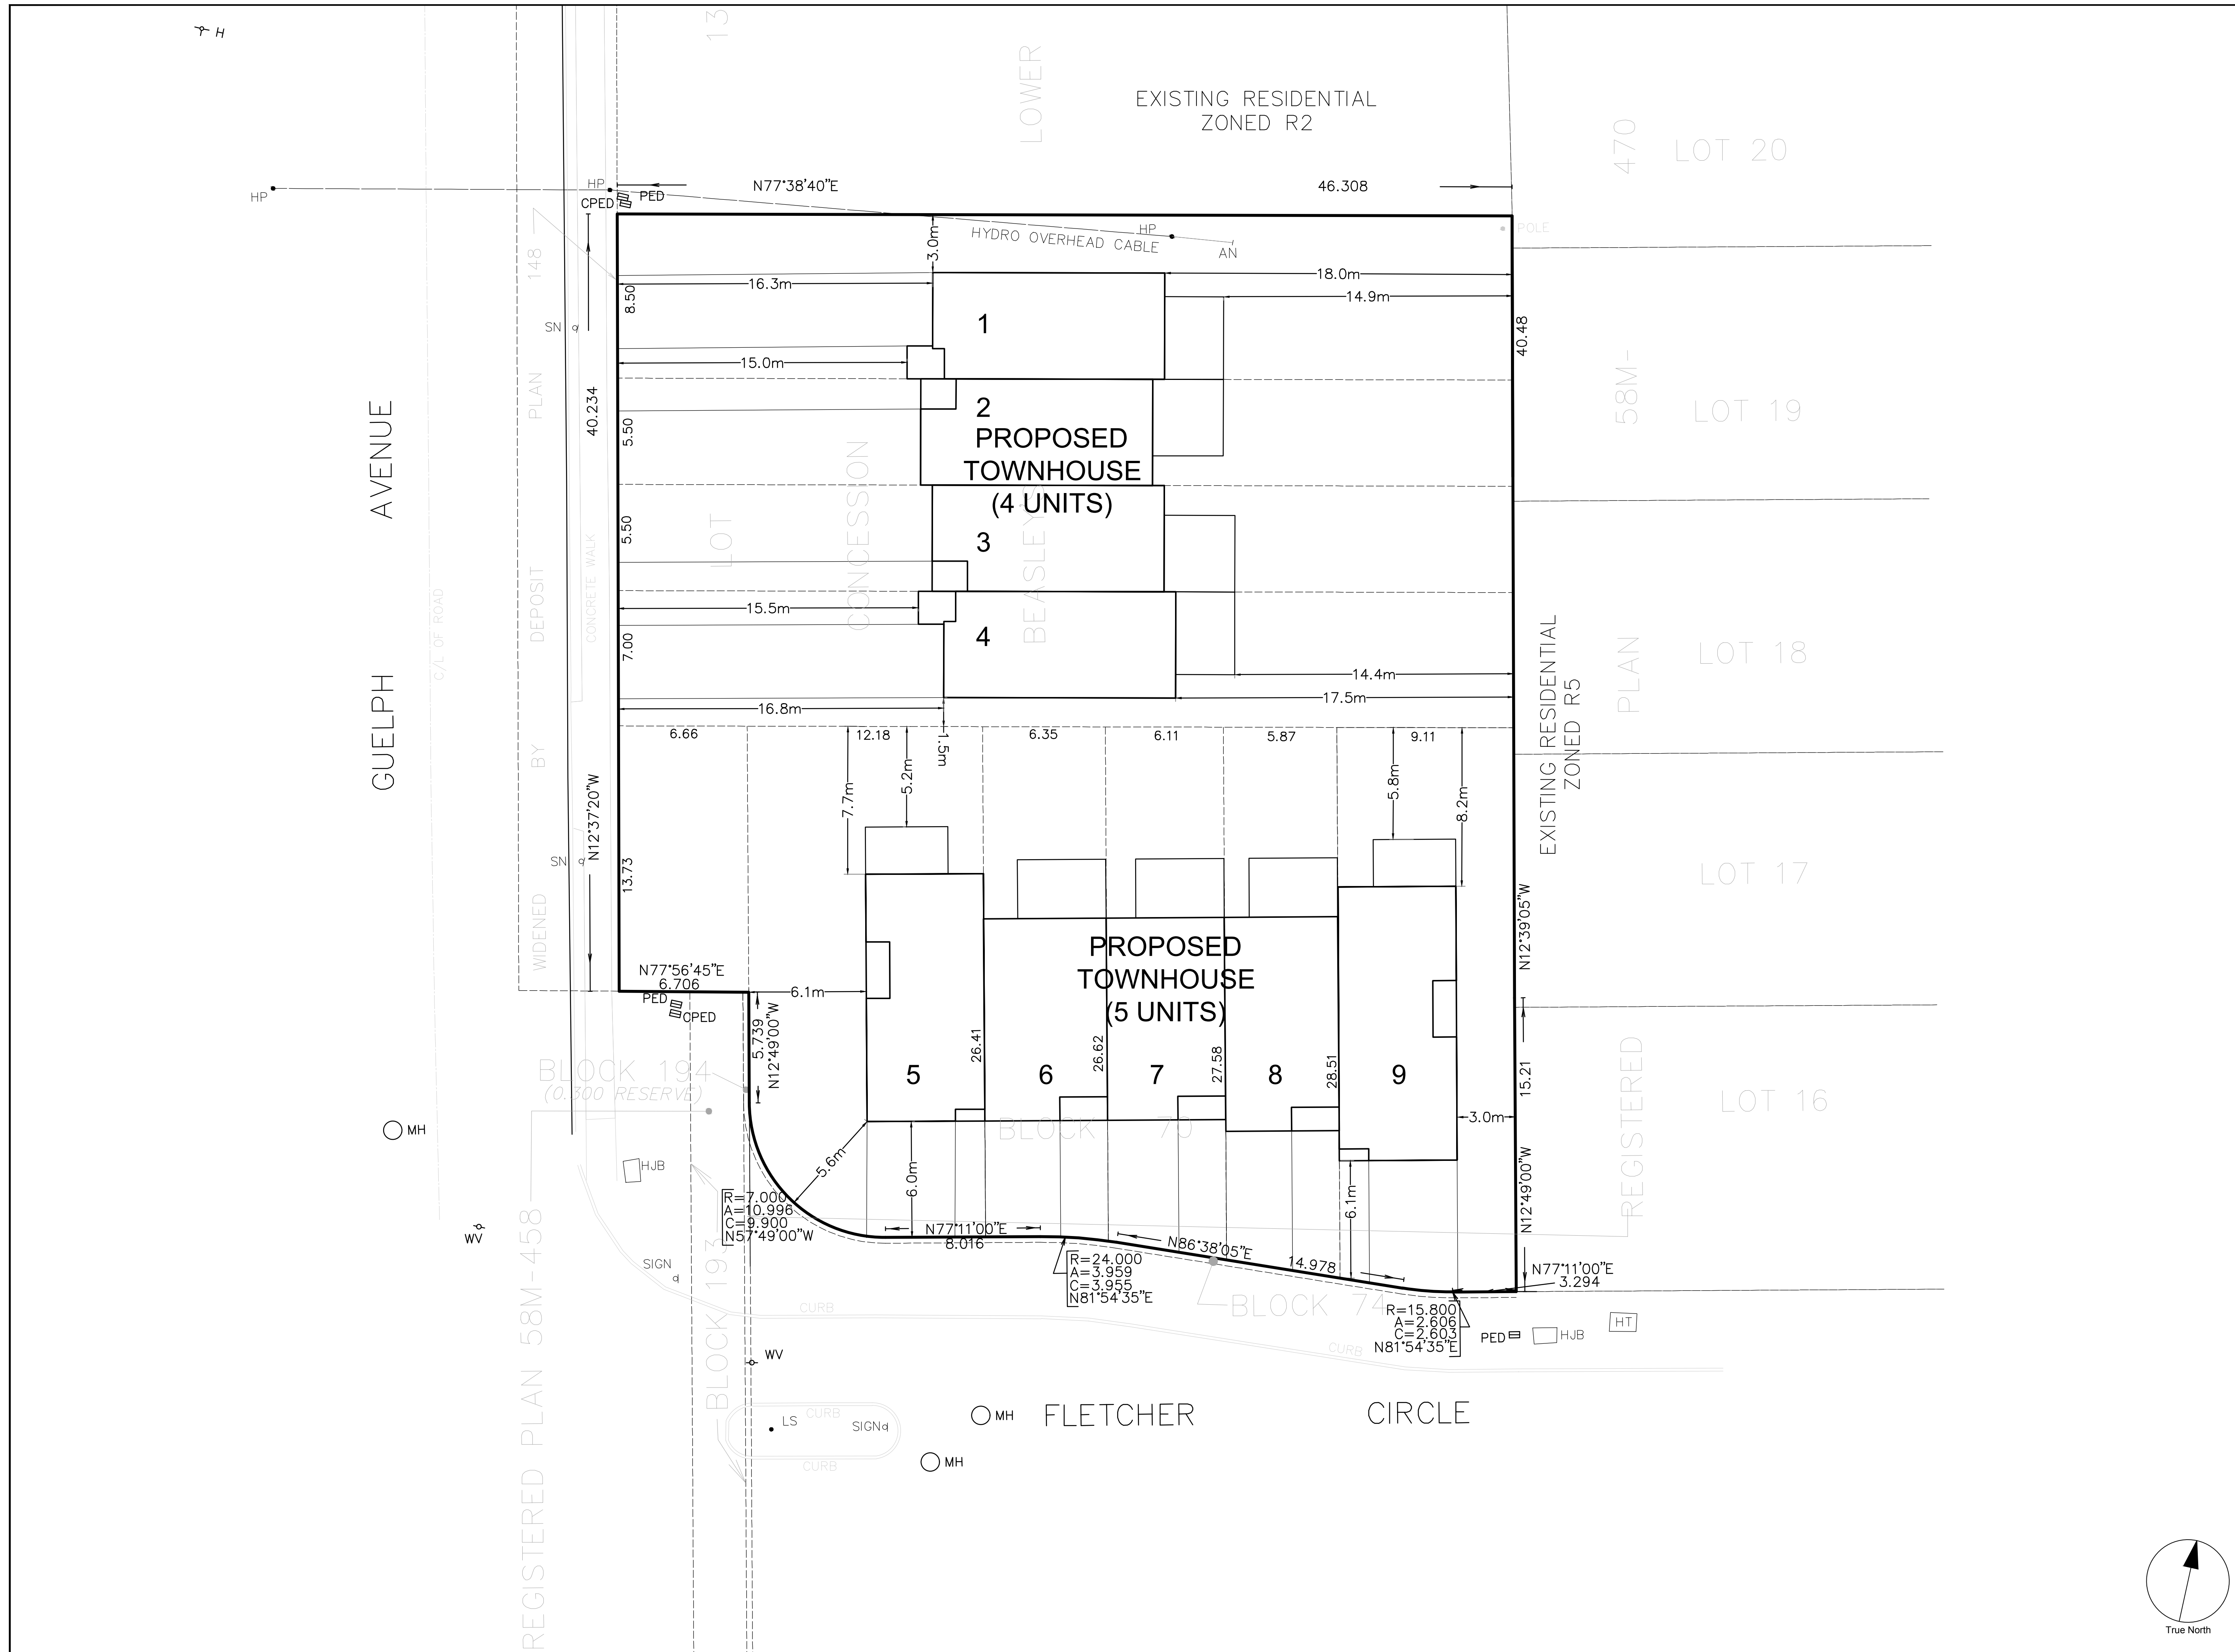 H
13
LOWER
EXISTING RESIDENTIAL
ZONED R2
470
LOT 20
HP
HP
PED
CPED
N77°38'40"E
46.308
HP
HYDRO OVERHEAD CABLE
AN
POLE
3.0m
148
PLAN
DEPOSIT
BY
WIDENED
16.3m
18.0m
14.9m
8.50
SN
1
40.48
15.0m
58M-
LOT 19
AVENUE
GUELPH
40.234
2
PROPOSED
TOWNHOUSE
(4 UNITS)
5.50
CONCESSION
LOT
BEASLEY'S
5.50
3
CONCRETE WALK
C/L OF ROAD
15.5m
7.00
4
14.4m
17.5m
16.8m
EXISTING RESIDENTIAL
ZONED R5
PLAN
LOT 18
6.66
12.18
1.5m
6.35
6.11
5.87
9.11
7.7m
5.2m
5.8m
8.2m
N12°37'20"W
SN
13.73
LOT 17
N12°39'05"W
N77°56'45"E
6.706
PED
CPED
6.1m
5.739
N12°49'00"W
PROPOSED
TOWNHOUSE
(5 UNITS)
26.41
26.62
27.58
28.51
5
6
7
8
9
15.21
BLOCK 194
(0.300 RESERVE)
REGISTERED
LOT 16
MH
BLOCK 70
3.0m
HJB
5.6m
6.0m
6.1m
N12°49'00"W
R=7.000
A=10.996
C=9.900
N57°49'00"W
N77°11'00"E
8.016
WV
SIGN
R=24.000
A=3.959
C=3.955
N81°54'35"E
N86°38'05"E
14.978
N77°11'00"E
3.294
BLOCK 74
R=15.800
A=2.606
C=2.603
N81°54'35"E
PED
HJB
HT
CURB
CURB
REGISTERED PLAN 58M-458
BLOCK 193
WV
LS
CURB
SIGN
CURB
MH
MH
FLETCHER CIRCLE
True North